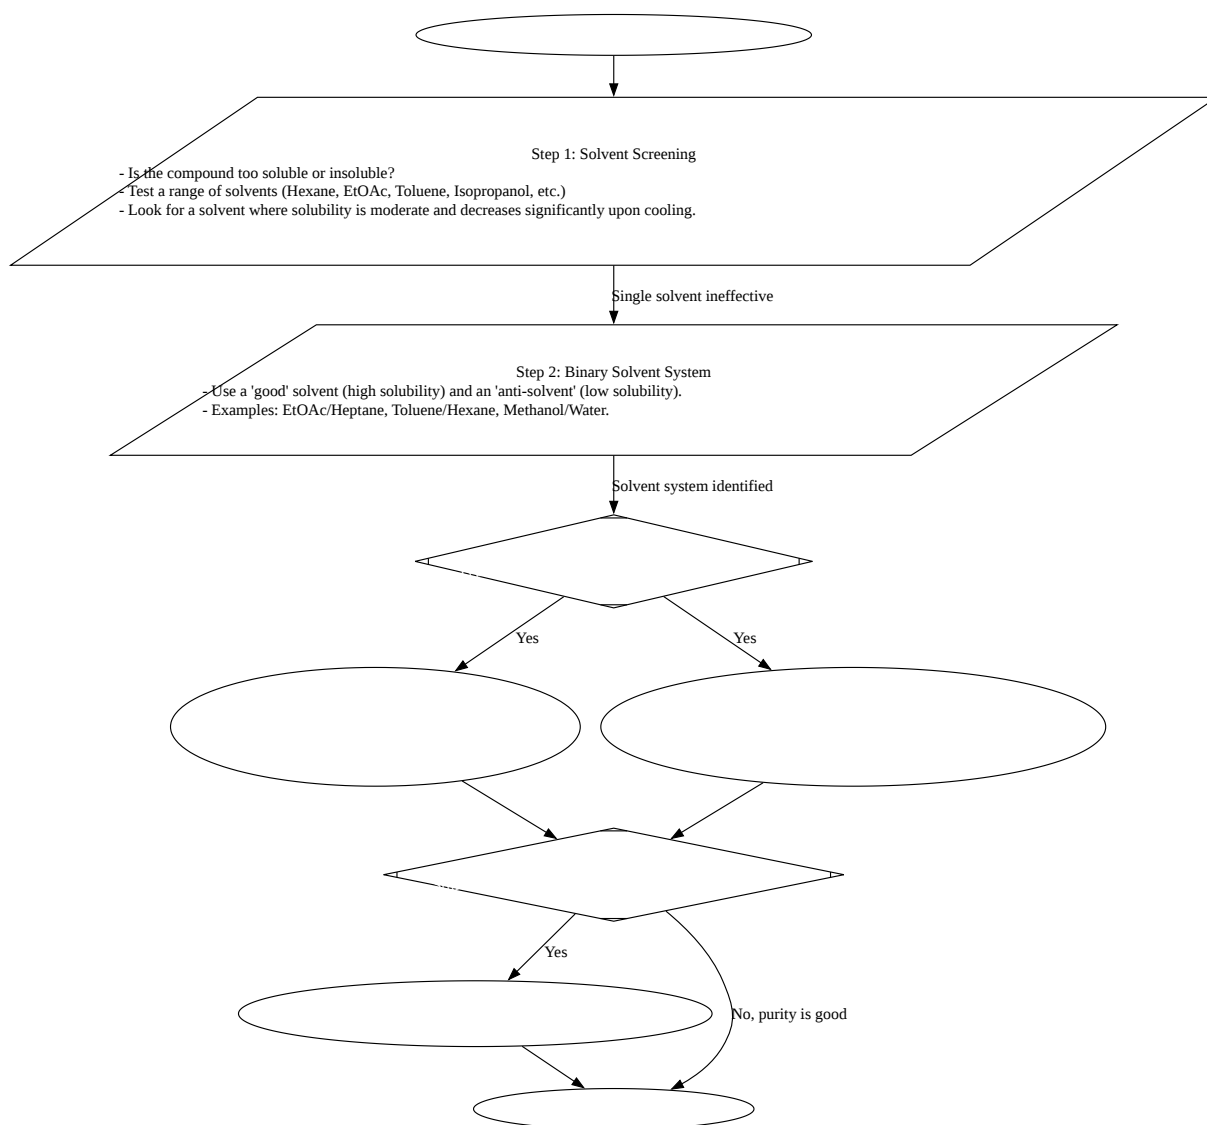 Step 1: Solvent Screening
- Is the compound too soluble or insoluble?
- Test a range of solvents (Hexane, EtOAc, Toluene, Isopropanol, etc.)
- Look for a solvent where solubility is moderate and decreases significantly upon cooling.
Single solvent ineffective
Step 2: Binary Solvent System
- Use a 'good' solvent (high solubility) and an 'anti-solvent' (low solubility).
- Examples: EtOAc/Heptane, Toluene/Hexane, Methanol/Water.
Solvent system identified
Yes
Yes
Yes
No, purity is good